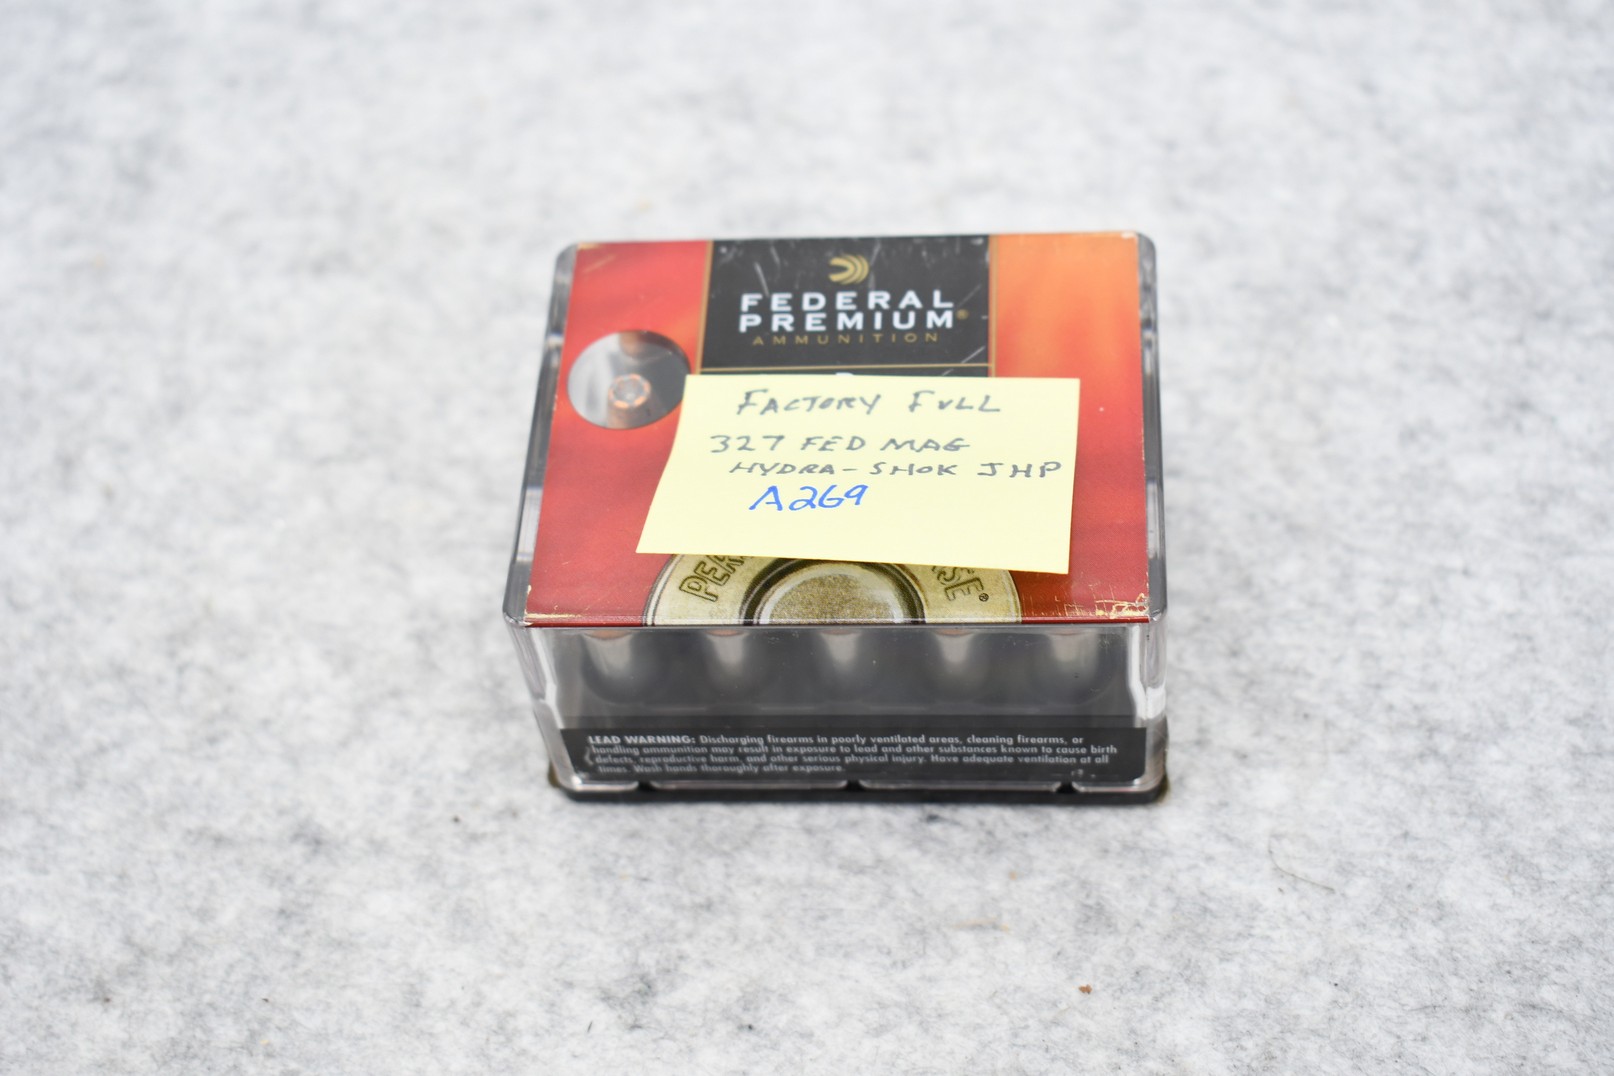 FEDERAL
PREMIUM®
AMMUNITION
FACTORY FULL
327 FED MAG
HYDRA-SHOK JHP
A269
LEAD WARNING: Discharging firearms in poorly ventilated areas, cleaning firearms, or
handling ammunition may result in exposure to lead and other substances known to cause birth
defects, reproductive harm, and other serious physical injury. Have adequate ventilation at all
times. Wash hands thoroughly after exposure.